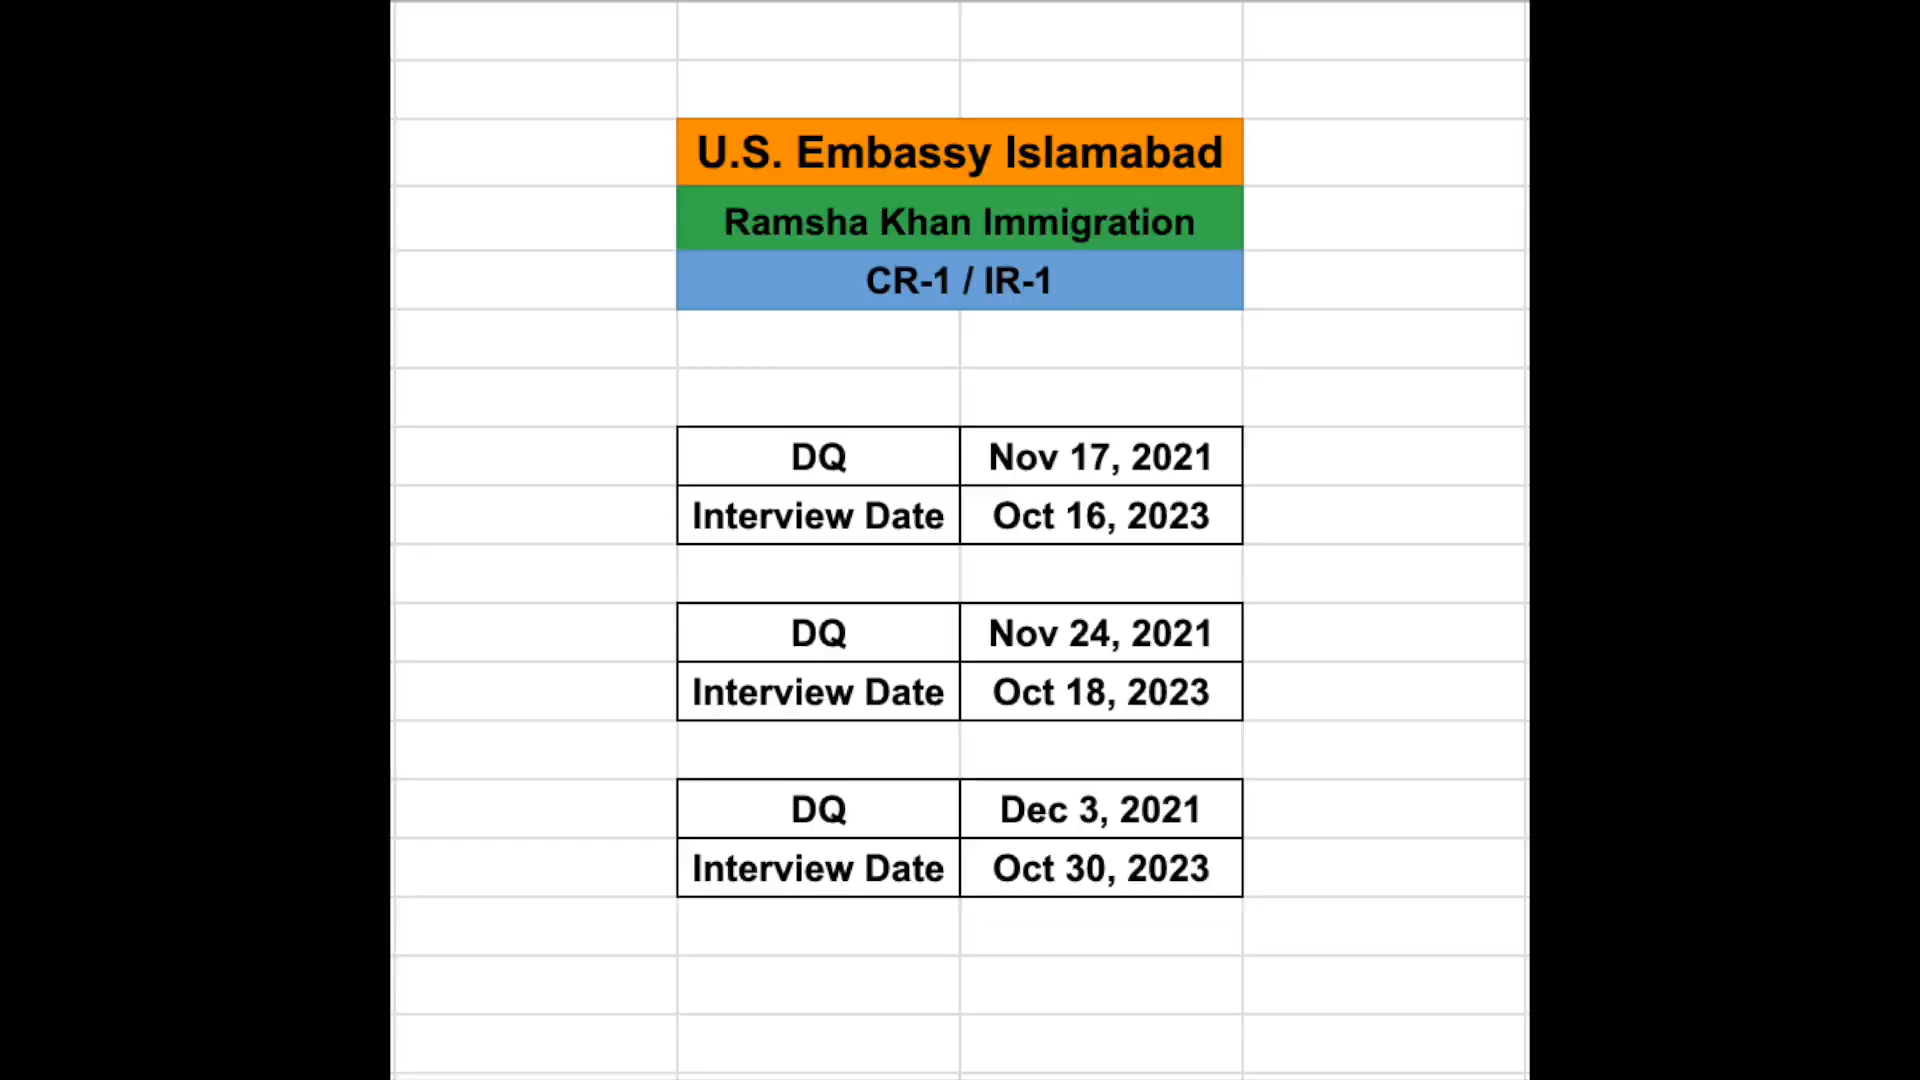 U.S. Embassy Islamabad
Ramsha Khan Immigration
CR-1 / IR-1
DQ Nov 17, 2021
Interview Date Oct 16, 2023
DQ Nov 24, 2021
Interview Date Oct 18, 2023
DQ Dec 3, 2021
Interview Date Oct 30, 2023